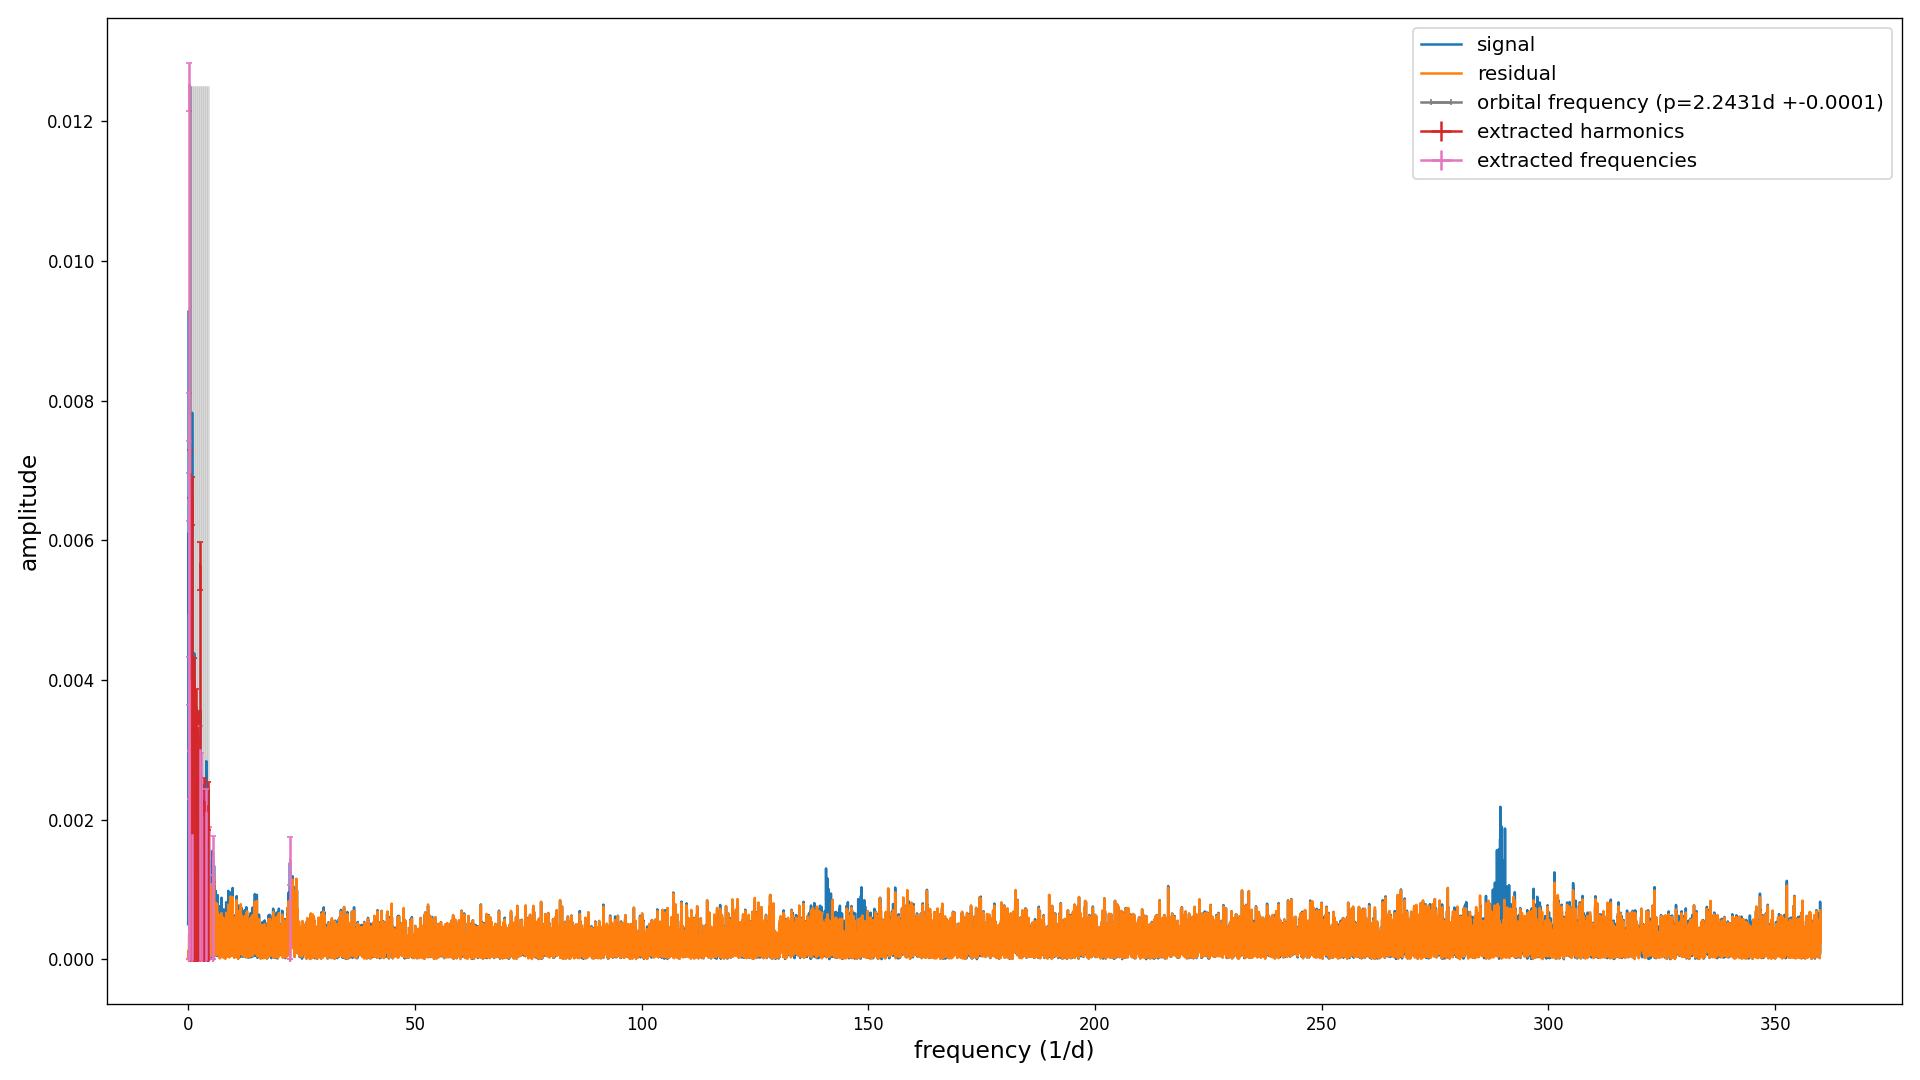 signal
residual
orbital frequency (p=2.2431d +-0.0001)
extracted harmonics
extracted frequencies
0.012
0.010
0.008
0.006
0.004
0.002
0.000
amplitude
0 50 100 150 200 250 300 350
frequency (1/d)